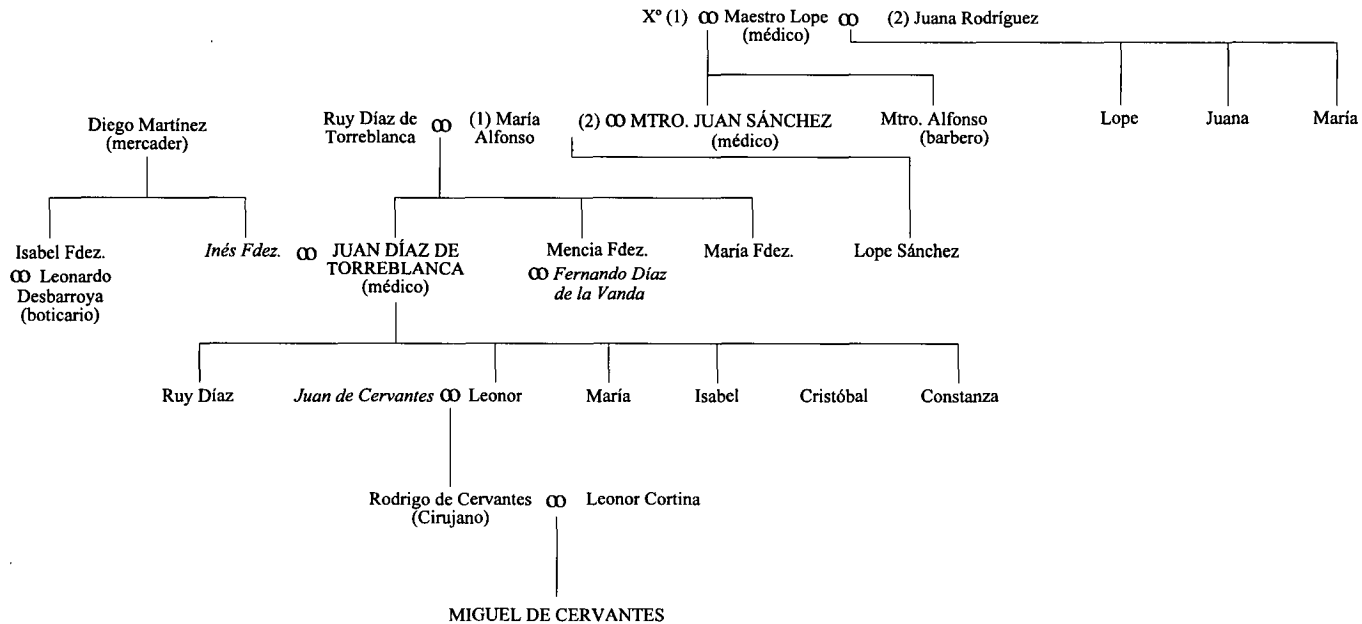 Xº (1) ꝏ Maestro Lope ꝏ (2) Juana Rodríguez
(médico)
Diego Martínez
(mercader)
Ruy Díaz de
Torreblanca
ꝏ
(1) María
Alfonso
(2) ꝏ MTRO. JUAN SÁNCHEZ
(médico)
Mtro. Alfonso
(barbero)
Lope
Juana
María
Isabel Fdez.
ꝏ Leonardo
Desbarroya
(boticario)
Inés Fdez. ꝏ JUAN DÍAZ DE
TORREBLANCA
(médico)
Mencia Fdez.
ꝏ Fernando Díaz
de la Vanda
María Fdez.
Lope Sánchez
Ruy Díaz
Juan de Cervantes ꝏ Leonor
María
Isabel
Cristóbal
Constanza
Rodrigo de Cervantes ꝏ Leonor Cortina
(Cirujano)
MIGUEL DE CERVANTES